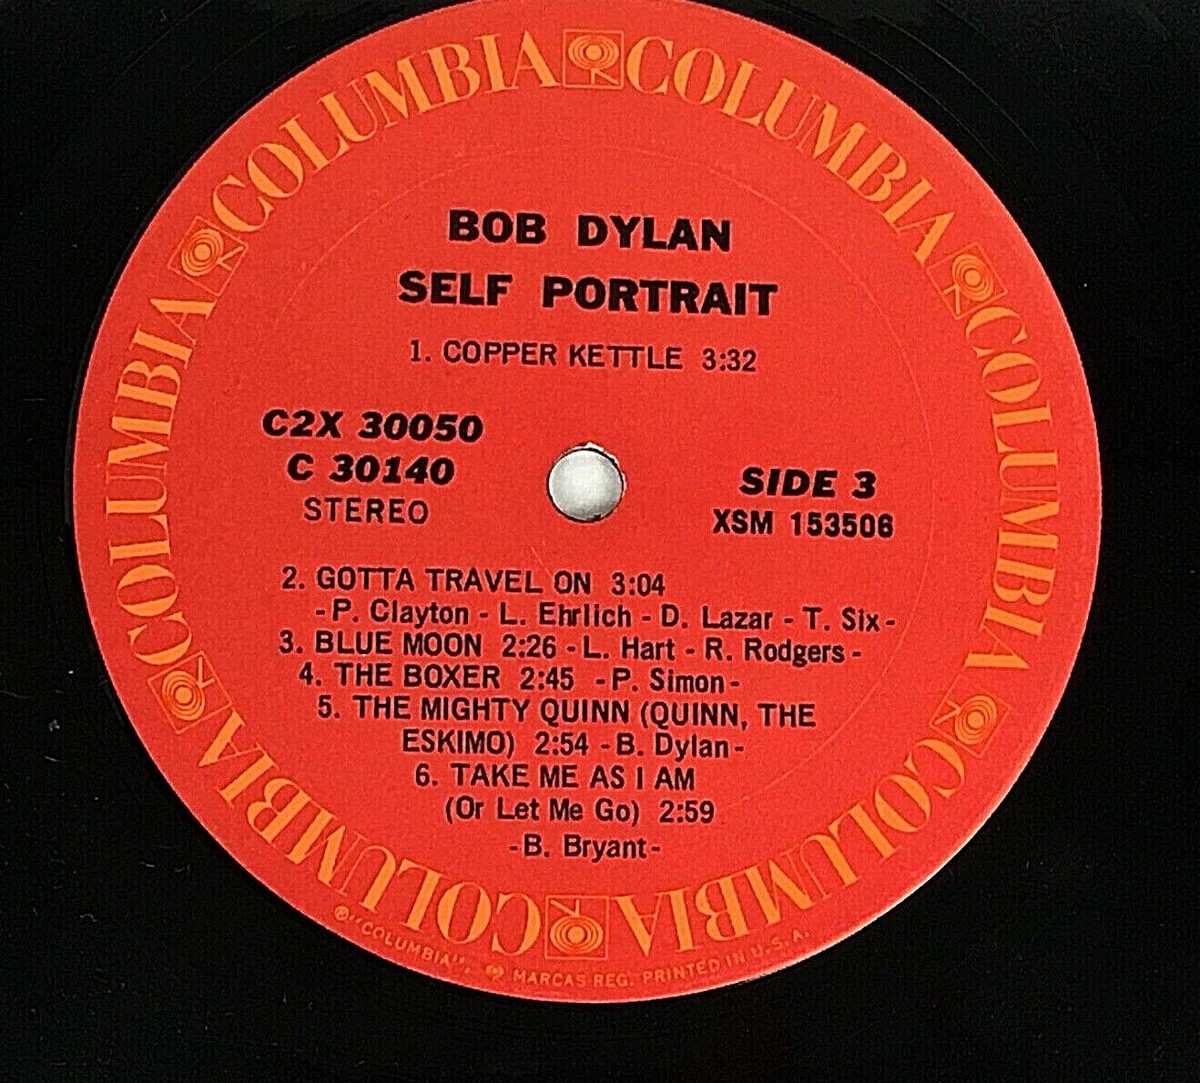 COLUMBIA COLUMBIA COLUMBIA COLUMBIA COLUMBIA COLUMBIA COLUMBIA COLUMBIA
BOB DYLAN
SELF PORTRAIT
1. COPPER KETTLE 3:32
C2X 30050
C 30140
STEREO
SIDE 3
XSM 153506
2. GOTTA TRAVEL ON 3:04
-P. Clayton - L. Ehrlich - D. Lazar - T. Six-
3. BLUE MOON 2:26 -L. Hart - R. Rodgers -
4. THE BOXER 2:45 -P. Simon-
5. THE MIGHTY QUINN (QUINN, THE
ESKIMO) 2:54 -B. Dylan-
6. TAKE ME AS I AM
(Or Let Me Go) 2:59
-B. Bryant-
®"COLUMBIA", MARCAS REG. PRINTED IN U.S.A.